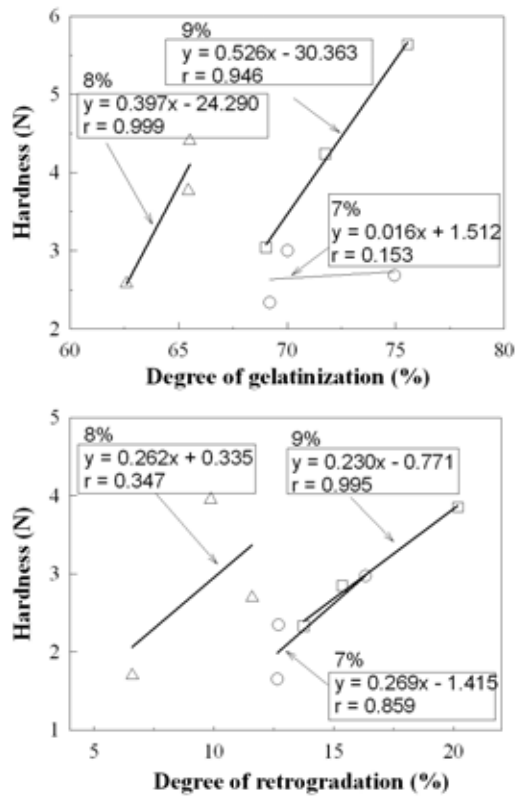 6
5
4
3
2
Hardness (N)
9%
y = 0.526x - 30.363
r = 0.946
8%
y = 0.397x - 24.290
r = 0.999
7%
y = 0.016x + 1.512
r = 0.153
60 65 70 75 80
Degree of gelatinization (%)
5
4
3
2
1
Hardness (N)
8%
y = 0.262x + 0.335
r = 0.347
9%
y = 0.230x - 0.771
r = 0.995
7%
y = 0.269x - 1.415
r = 0.859
5 10 15 20
Degree of retrogradation (%)